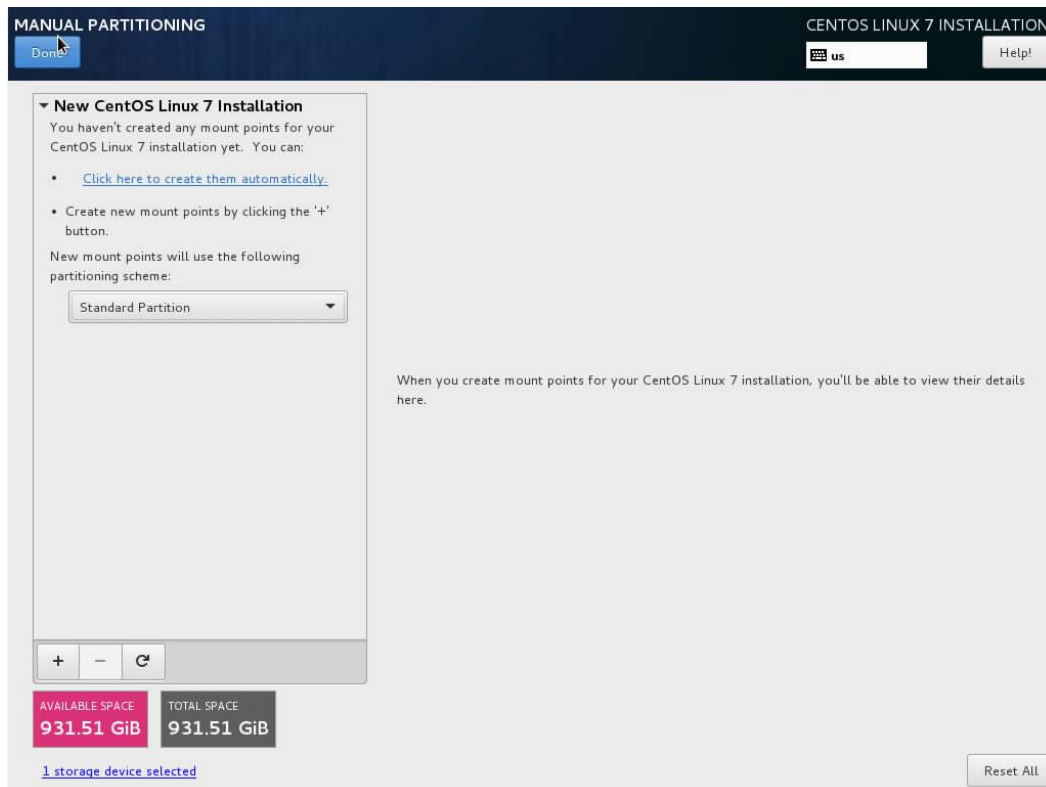 MANUAL PARTITIONING
CENTOS LINUX 7 INSTALLATION
Done
us
Help!
New CentOS Linux 7 Installation
You haven't created any mount points for your
CentOS Linux 7 installation yet. You can:
• Click here to create them automatically.
• Create new mount points by clicking the '+'
button.
New mount points will use the following
partitioning scheme:
Standard Partition
When you create mount points for your CentOS Linux 7 installation, you'll be able to view their details
here.
+ −
AVAILABLE SPACE
931.51 GiB
TOTAL SPACE
931.51 GiB
1 storage device selected
Reset All